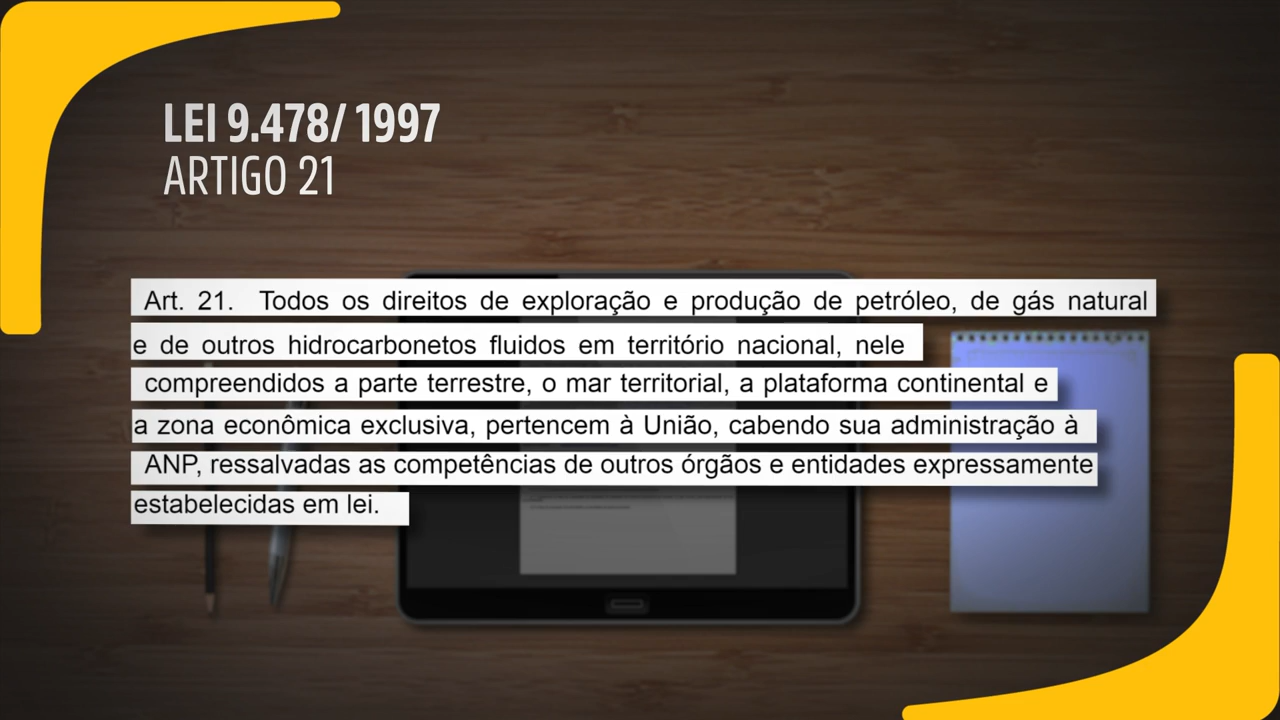 LEI 9.478/ 1997
ARTIGO 21
Art. 21. Todos os direitos de exploração e produção de petróleo, de gás natural
e de outros hidrocarbonetos fluidos em território nacional, nele
compreendidos a parte terrestre, o mar territorial, a plataforma continental e
a zona econômica exclusiva, pertencem à União, cabendo sua administração à
ANP, ressalvadas as competências de outros órgãos e entidades expressamente
estabelecidas em lei.